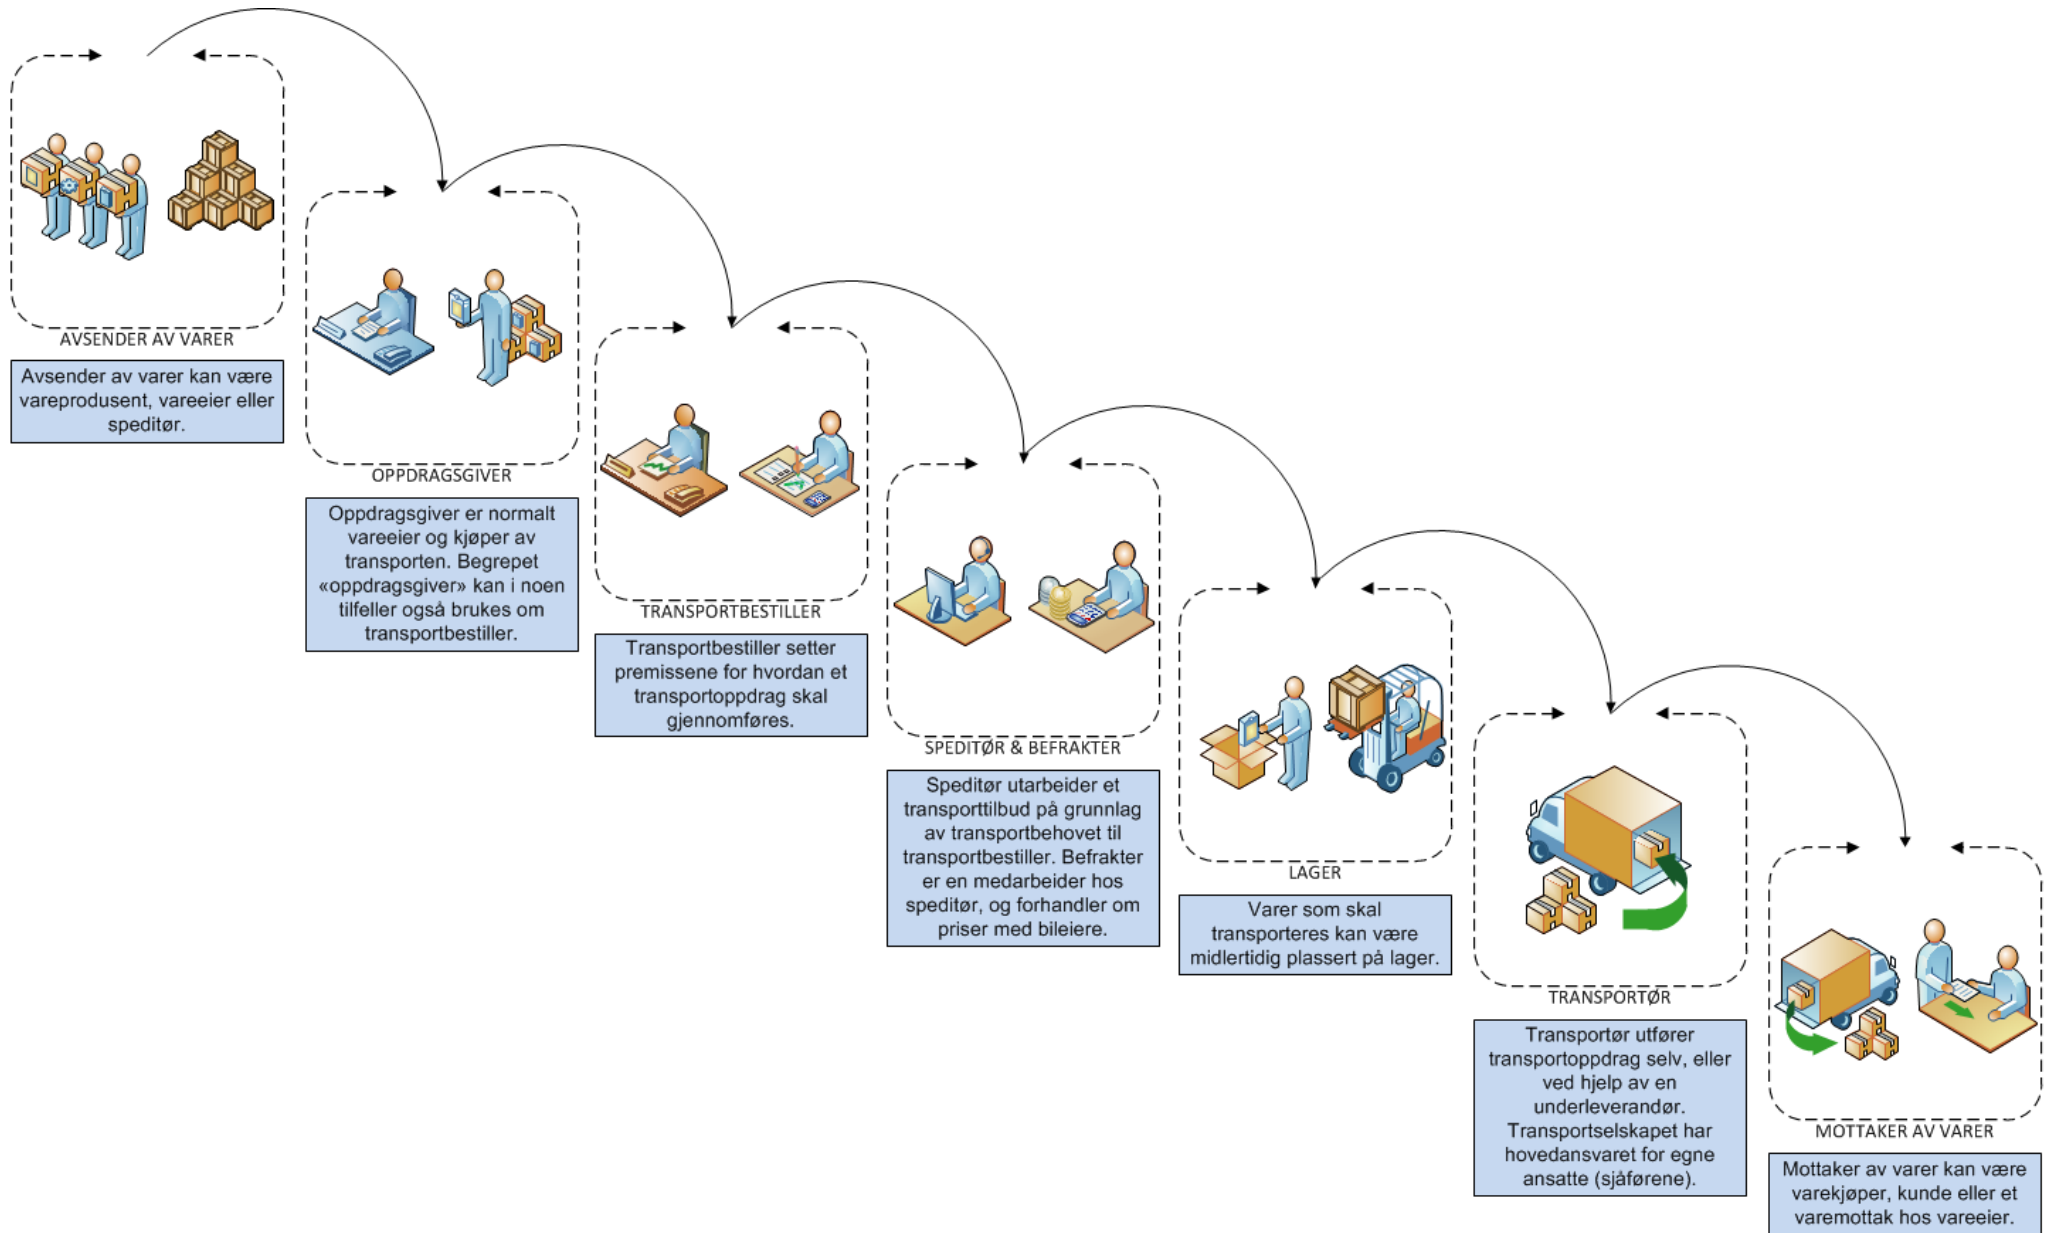 AVSENDER AV VARER
Avsender av varer kan være
vareprodusent, vareeier eller
speditør.
OPPDRAGSGIVER
Oppdragsgiver er normalt
vareeier og kjøper av
transporten. Begrepet
«oppdragsgiver» kan i noen
tilfeller også brukes om
transportbestiller.
TRANSPORTBESTILLER
Transportbestiller setter
premissene for hvordan et
transportoppdrag skal
gjennomføres.
SPEDITØR & BEFRAKTER
Speditør utarbeider et
transporttilbud på grunnlag
av transportbehovet til
transportbestiller. Befrakter
er en medarbeider hos
speditør, og forhandler om
priser med bileiere.
LAGER
Varer som skal
transporteres kan være
midlertidig plassert på lager.
TRANSPORTØR
Transportør utfører
transportoppdrag selv, eller
ved hjelp av en
underleverandør.
Transportselskapet har
hovedansvaret for egne
ansatte (sjåførene).
MOTTAKER AV VARER
Mottaker av varer kan være
varekjøper, kunde eller et
varemottak hos vareeier.